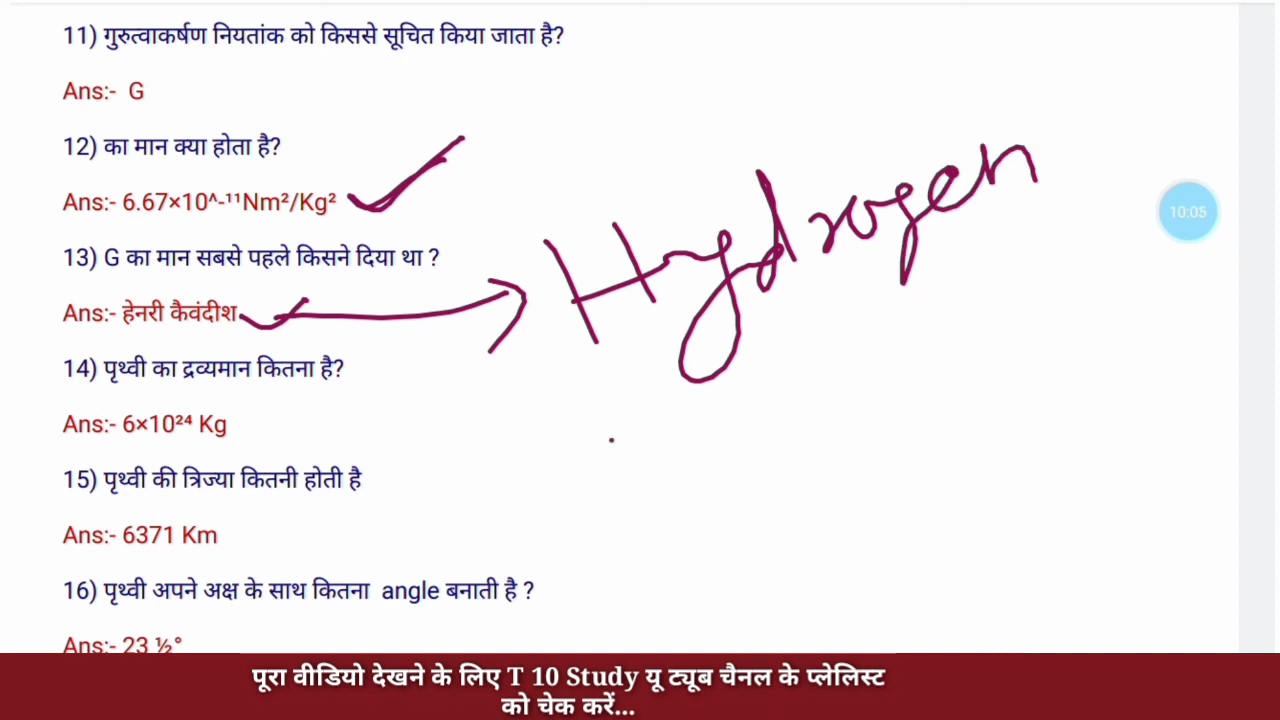 11) गुरुत्वाकर्षण नियतांक को किससे सूचित किया जाता है?
Ans:- G
12) का मान क्या होता है?
Ans:- 6.67×10^-¹¹Nm²/Kg²
13) G का मान सबसे पहले किसने दिया था ?
Ans:- हेनरी कैवंदीश
Hydrogen
10:05
14) पृथ्वी का द्रव्यमान कितना है?
Ans:- 6×10²⁴ Kg
15) पृथ्वी की त्रिज्या कितनी होती है
Ans:- 6371 Km
16) पृथ्वी अपने अक्ष के साथ कितना angle बनाती है ?
Ans:- 23 ½°
पूरा वीडियो देखने के लिए T 10 Study यू ट्यूब चैनल के प्लेलिस्ट
को चेक करें...